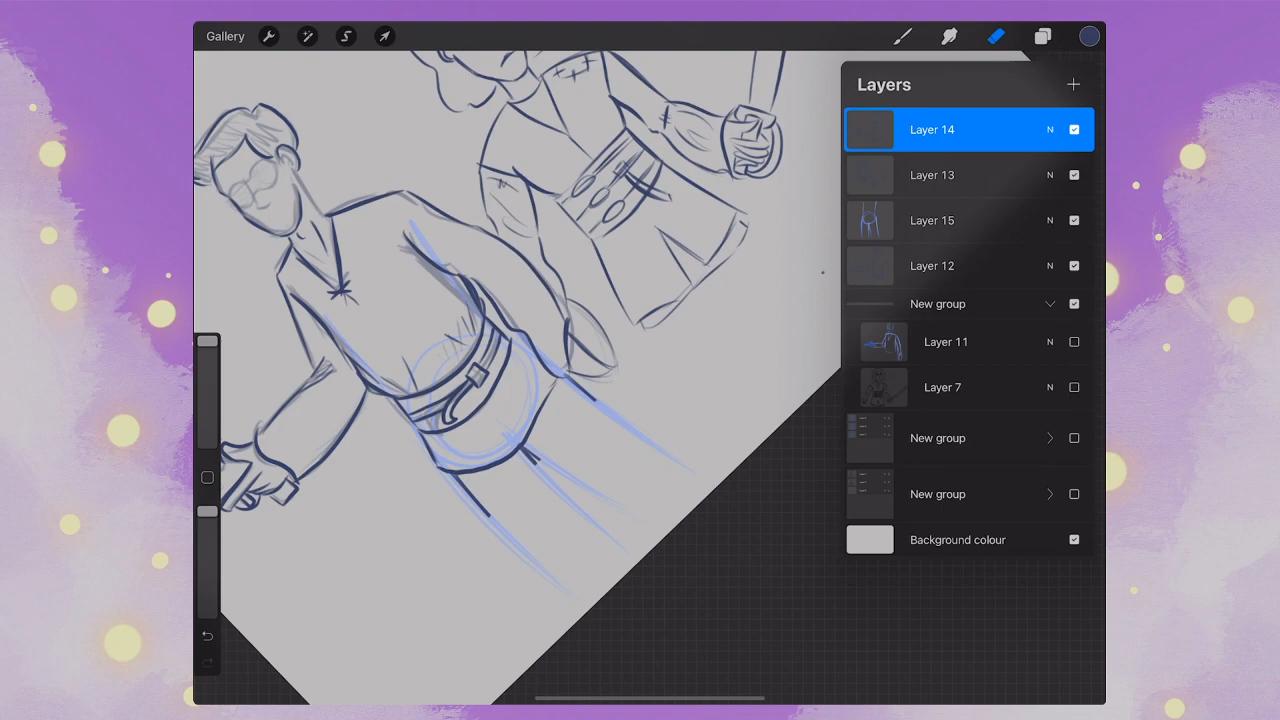 Gallery
Layers
Layer 14 N
Layer 13 N
Layer 15 N
Layer 12 N
New group
Layer 11 N
Layer 7 N
New group
New group
Background colour